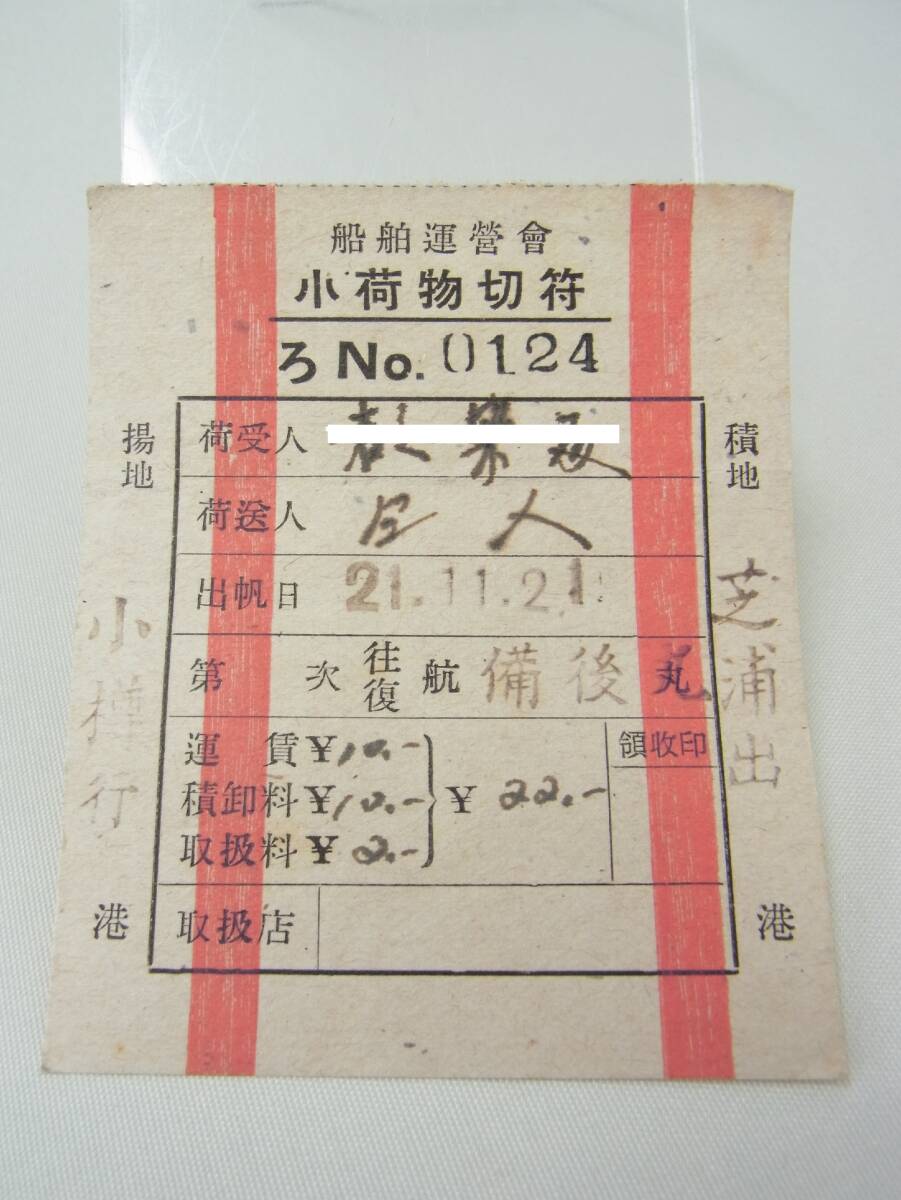 船舶運營會
小荷物切符
ろ No. 0124
積地
芝浦出
港
揚地
小樽行
港
荷受人
荷送人 仝人
出帆日 21.11.21
第 次 往復 航 備後丸
運賃 ¥10.-
積卸料 ¥10.-
取扱料 ¥2.-
¥ 22.-
領收印
取扱店